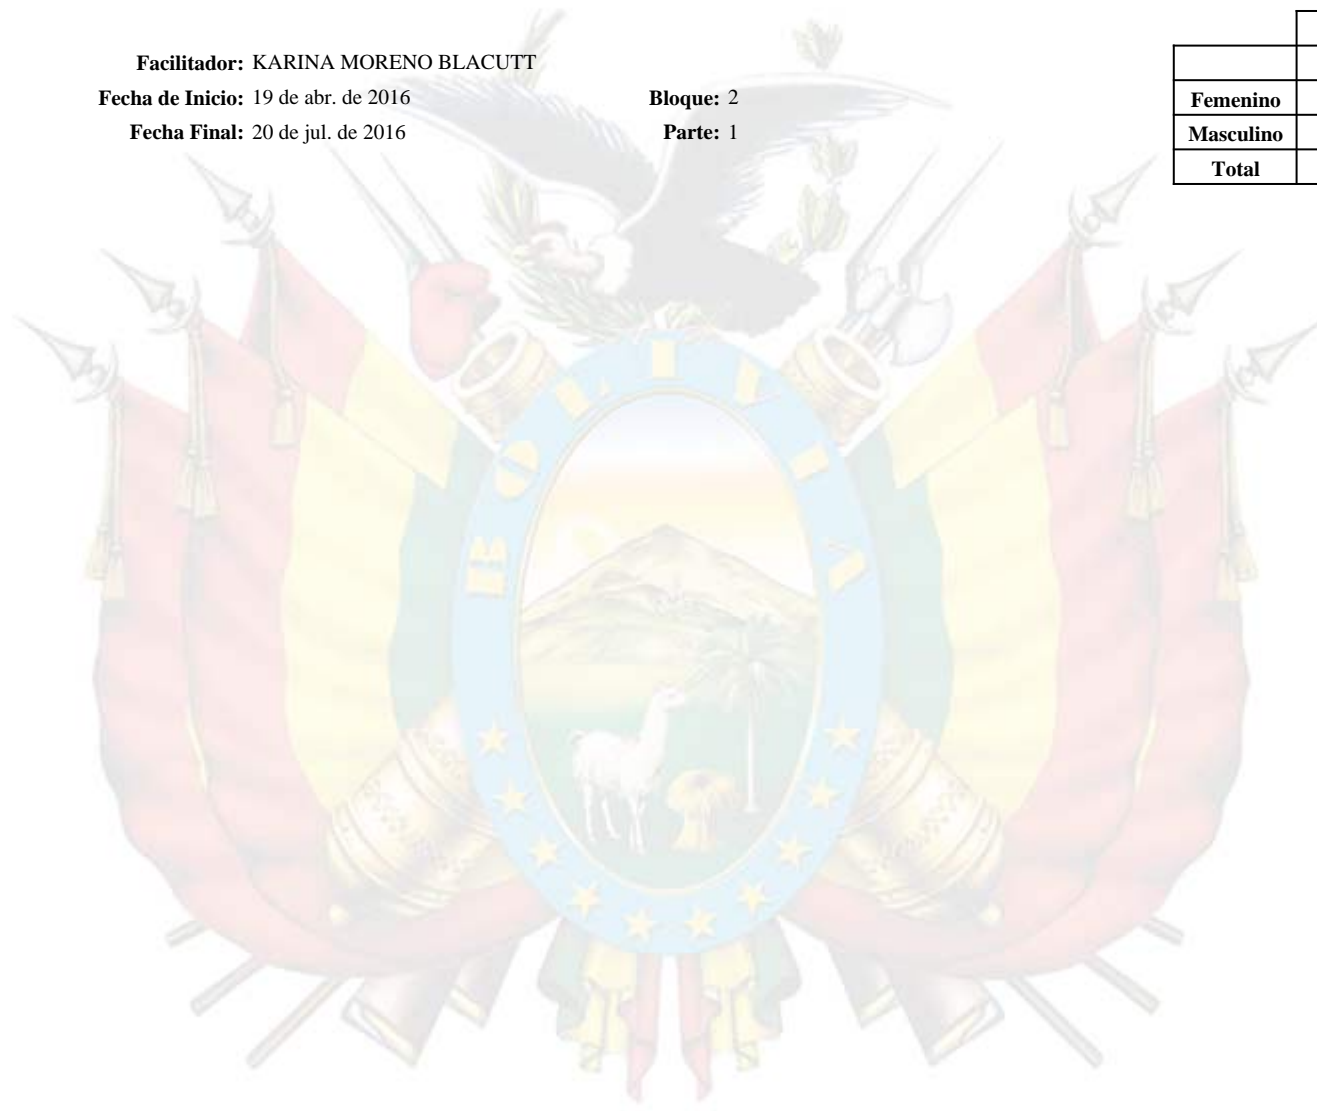 Facilitador: KARINA MORENO BLACUTT
Fecha de Inicio: 19 de abr. de 2016 Bloque: 2
Fecha Final: 20 de jul. de 2016 Parte: 1
Femenino
Masculino
Total
BOLIVIA